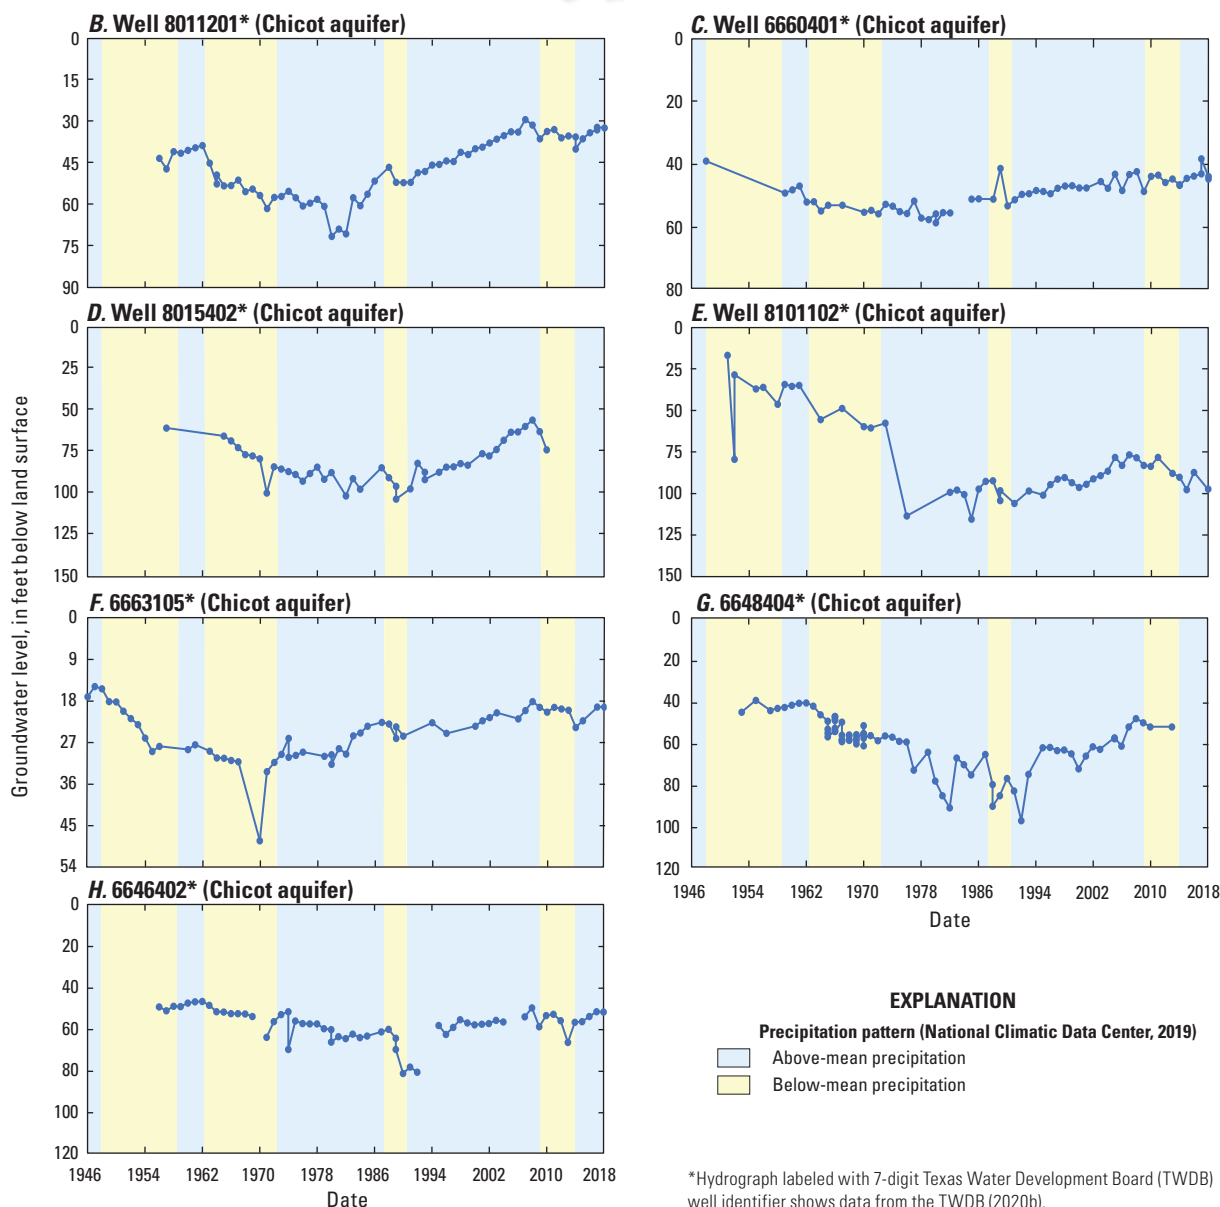 B. Well 8011201* (Chicot aquifer)
0
15
30
45
60
75
90
C. Well 6660401* (Chicot aquifer)
0
20
40
60
80
D. Well 8015402* (Chicot aquifer)
0
25
50
75
100
125
150
E. Well 8101102* (Chicot aquifer)
0
25
50
75
100
125
150
Groundwater level, in feet below land surface
F. 6663105* (Chicot aquifer)
0
9
18
27
36
45
54
G. 6648404* (Chicot aquifer)
0
20
40
60
80
100
120
1946 1954 1962 1970 1978 1986 1994 2002 2010 2018
Date
H. 6646402* (Chicot aquifer)
0
20
40
60
80
100
120
1946 1954 1962 1970 1978 1986 1994 2002 2010 2018
Date
EXPLANATION
Precipitation pattern (National Climatic Data Center, 2019)
Above-mean precipitation
Below-mean precipitation
*Hydrograph labeled with 7-digit Texas Water Development Board (TWDB)
well identifier shows data from the TWDB (2020b).